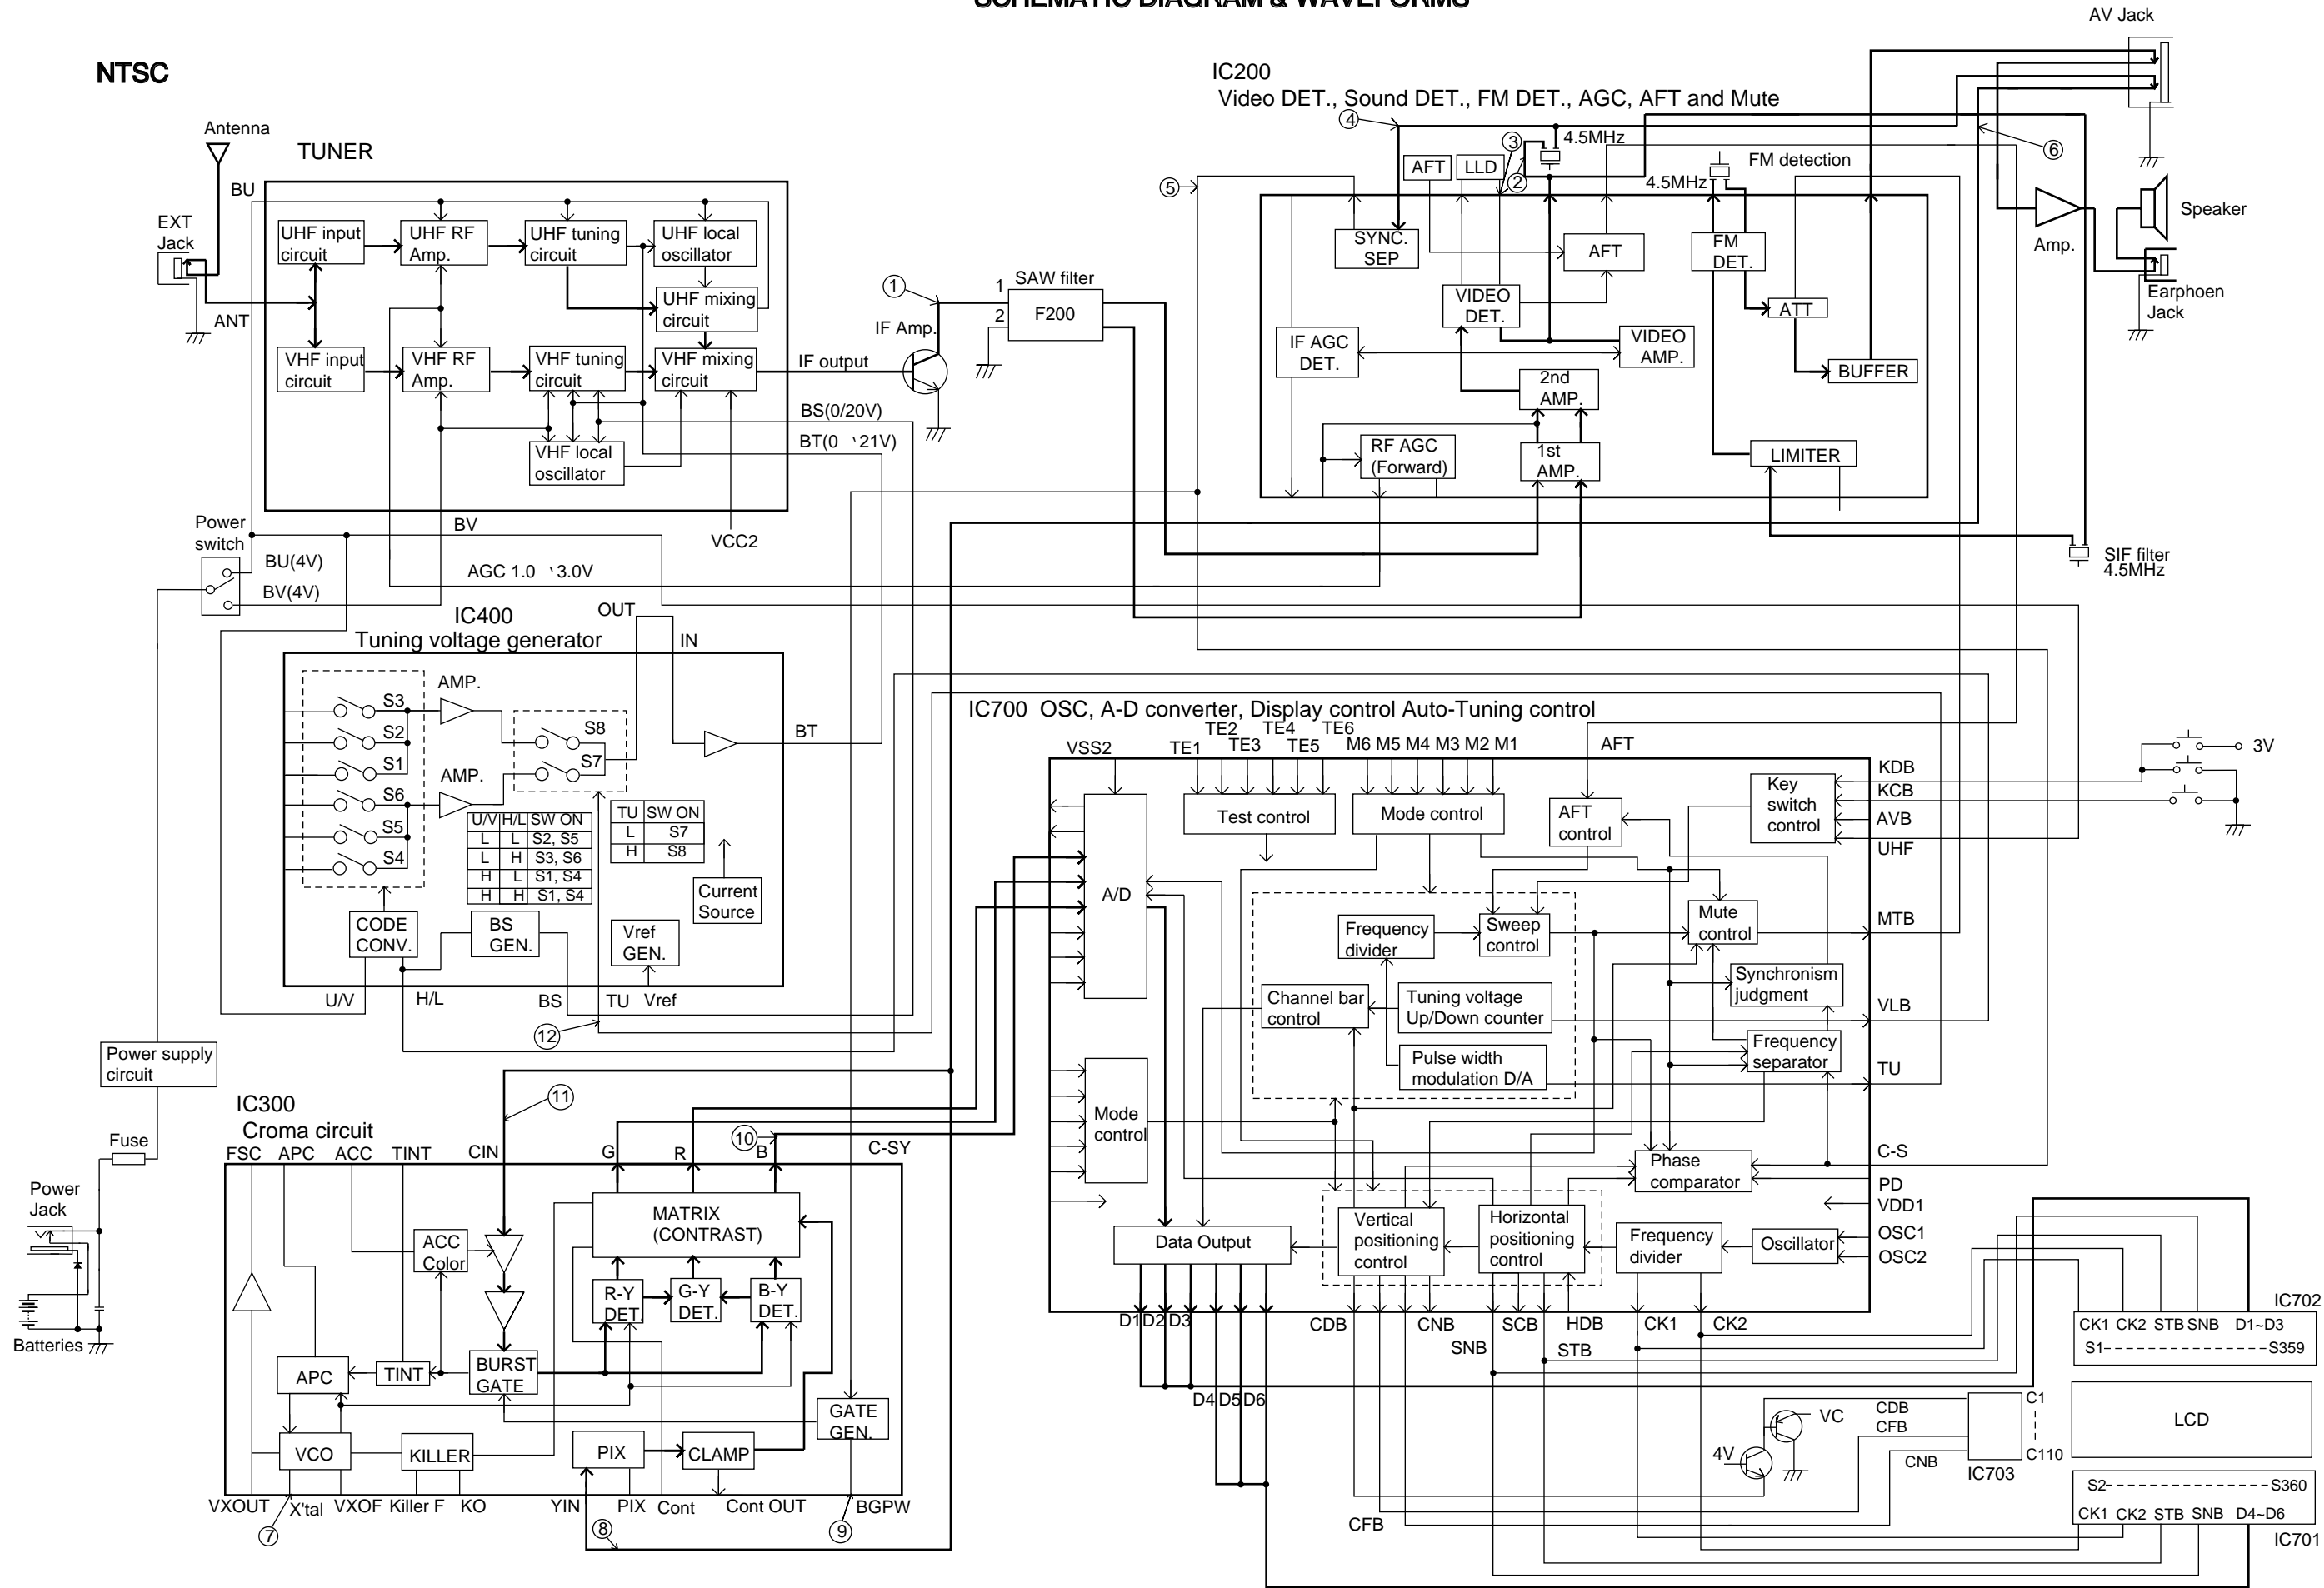 SCHEMATIC DIAGRAM & WAVEFORMS
NTSC
AV Jack
IC200
Video DET., Sound DET., FM DET., AGC, AFT and Mute
Antenna
TUNER
BU
EXT
Jack
ANT
UHF input
circuit
UHF RF
Amp.
UHF tuning
circuit
UHF local
oscillator
UHF mixing
circuit
VHF input
circuit
VHF RF
Amp.
VHF tuning
circuit
VHF mixing
circuit
VHF local
oscillator
IF output
BS(0/20V)
BT(0 ‵21V)
VCC2
BV
1
IF Amp.
1
2
SAW filter
F200
4
5
3
2
4.5MHz
AFT
LLD
4.5MHz
FM detection
6
SYNC.
SEP
AFT
FM
DET.
VIDEO
DET.
ATT
IF AGC
DET.
VIDEO
AMP.
BUFFER
2nd
AMP.
RF AGC
(Forward)
1st
AMP.
LIMITER
Amp.
Speaker
Earphoen
Jack
SIF filter
4.5MHz
Power
switch
BU(4V)
BV(4V)
AGC 1.0 ‵3.0V
IC400
Tuning voltage generator
OUT
IN
AMP.
S3
S2
S1
S6
S5
S4
AMP.
S8
S7
BT
U/V H/L SW ON
L L S2, S5
L H S3, S6
H L S1, S4
H H S1, S4
TU SW ON
L S7
H S8
Current
Source
CODE
CONV.
BS
GEN.
Vref
GEN.
U/V
H/L
BS
TU
Vref
12
Power supply
circuit
Fuse
Power
Jack
Batteries
IC300
Croma circuit
11
10
FSC
APC
ACC
TINT
CIN
G
R
B
C-SY
MATRIX
(CONTRAST)
ACC
Color
R-Y
DET.
G-Y
DET.
B-Y
DET.
APC
TINT
BURST
GATE
GATE
GEN.
VCO
KILLER
PIX
CLAMP
VXOUT
X'tal
VXOF
Killer F
KO
YIN
PIX
Cont
Cont OUT
BGPW
7
8
9
IC700 OSC, A-D converter, Display control Auto-Tuning control
VSS2
TE1
TE2
TE3
TE4
TE5
TE6
M6 M5 M4 M3 M2 M1
AFT
KDB
KCB
AVB
UHF
3V
MTB
VLB
TU
C-S
PD
VDD1
OSC1
OSC2
A/D
Test control
Mode control
AFT
control
Key
switch
control
Frequency
divider
Sweep
control
Mute
control
Synchronism
judgment
Channel bar
control
Tuning voltage
Up/Down counter
Frequency
separator
Pulse width
modulation D/A
Mode
control
Phase
comparator
Data Output
Vertical
positioning
control
Horizontal
positioning
control
Frequency
divider
Oscillator
D1 D2 D3
CDB
CNB
SCB
HDB
CK1
CK2
SNB
STB
D4 D5 D6
CFB
VC
4V
CDB
CFB
CNB
C1
C110
IC703
IC702
CK1 CK2 STB SNB D1~D3
S1- - - - - - - - - - - - - - - -S359
LCD
S2- - - - - - - - - - - - - - - -S360
CK1 CK2 STB SNB D4~D6
IC701